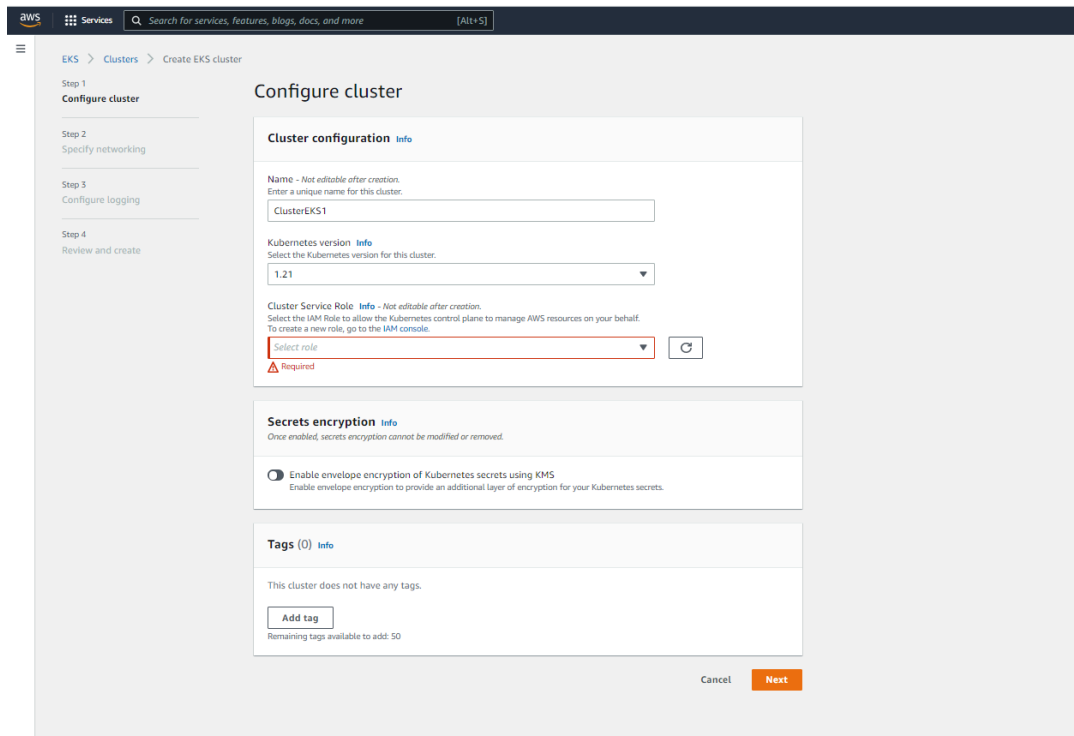 aws Services Search for services, features, blogs, docs, and more [Alt+S]
EKS > Clusters > Create EKS cluster
Step 1
Configure cluster
Step 2
Specify networking
Step 3
Configure logging
Step 4
Review and create
Configure cluster
Cluster configuration Info
Name - Not editable after creation.
Enter a unique name for this cluster.
ClusterEKS1
Kubernetes version Info
Select the Kubernetes version for this cluster.
1.21
Cluster Service Role Info - Not editable after creation.
Select the IAM Role to allow the Kubernetes control plane to manage AWS resources on your behalf.
To create a new role, go to the IAM console.
Select role
Required
Secrets encryption Info
Once enabled, secrets encryption cannot be modified or removed.
Enable envelope encryption of Kubernetes secrets using KMS
Enable envelope encryption to provide an additional layer of encryption for your Kubernetes secrets.
Tags (0) Info
This cluster does not have any tags.
Add tag
Remaining tags available to add: 50
Cancel Next